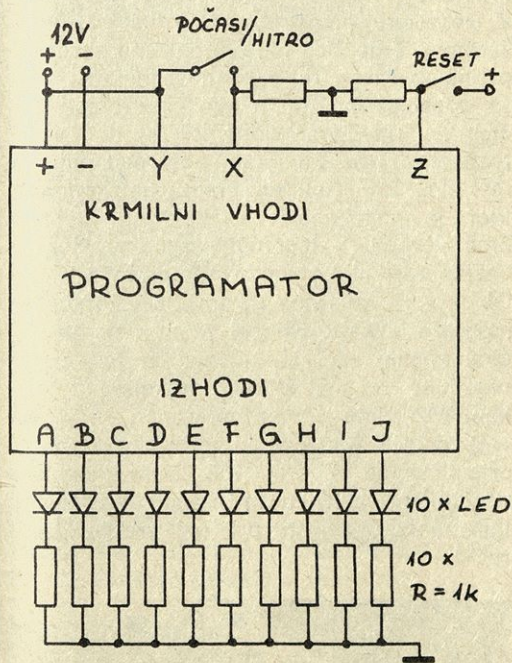 12V
+ -
POČASI/HITRO
RESET
+
+ - Y X Z
KRMILNI VHODI
PROGRAMATOR
IZHODI
A B C D E F G H I J
10 X LED
10 X
R = 1k